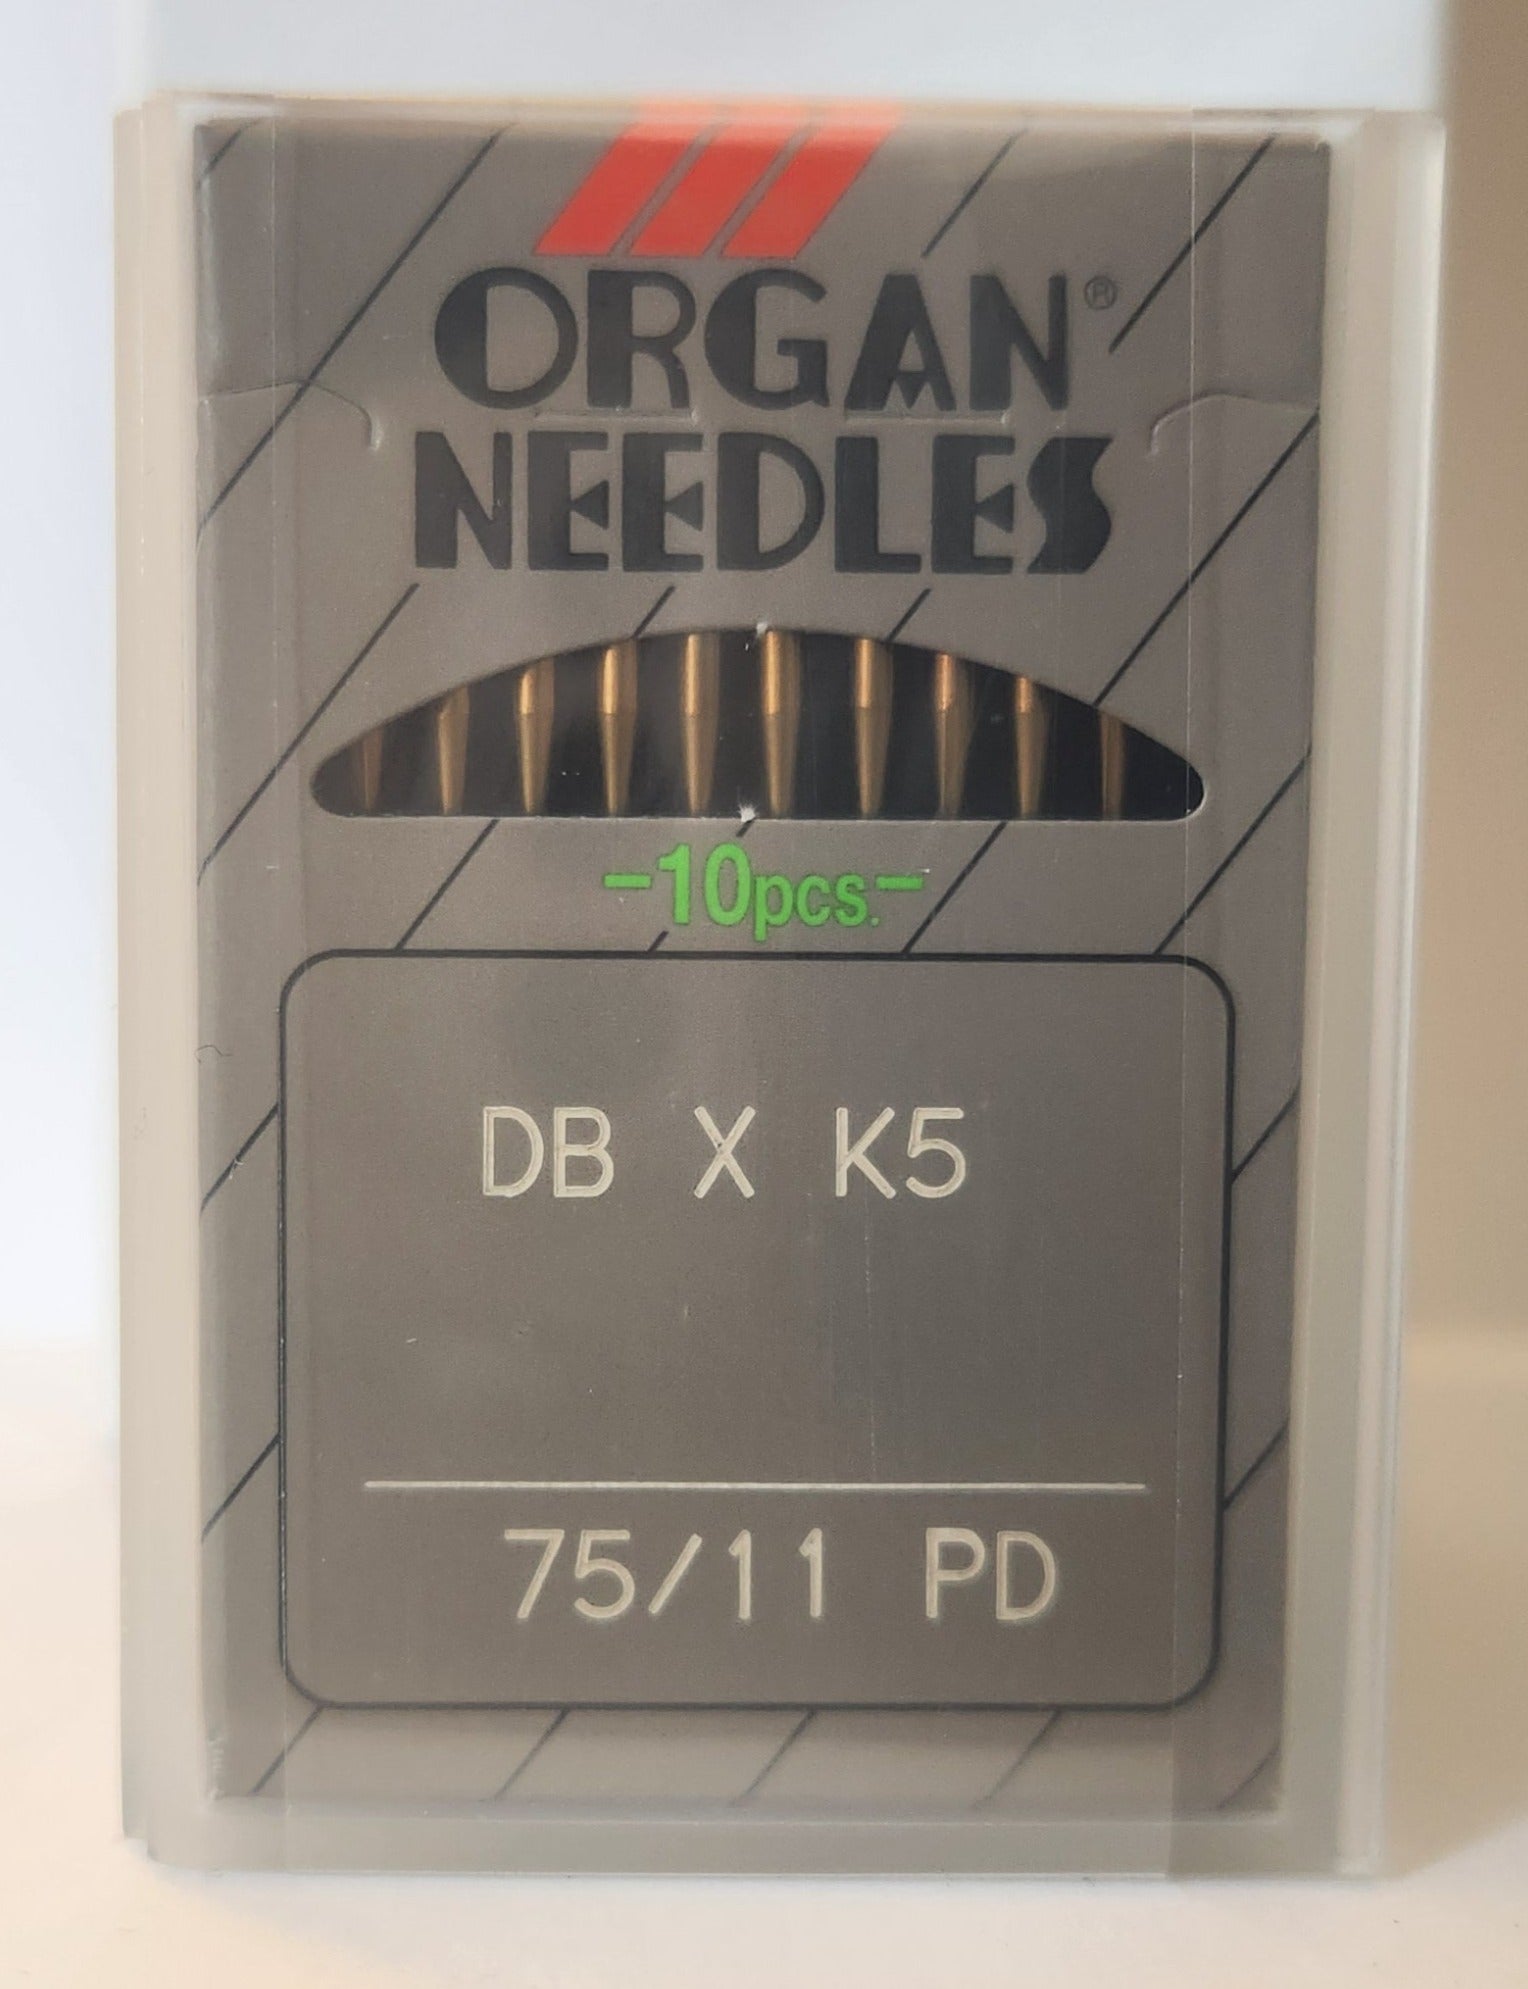 ORGAN®
NEEDLES
-10pcs.-
DB X K5
75/11 PD